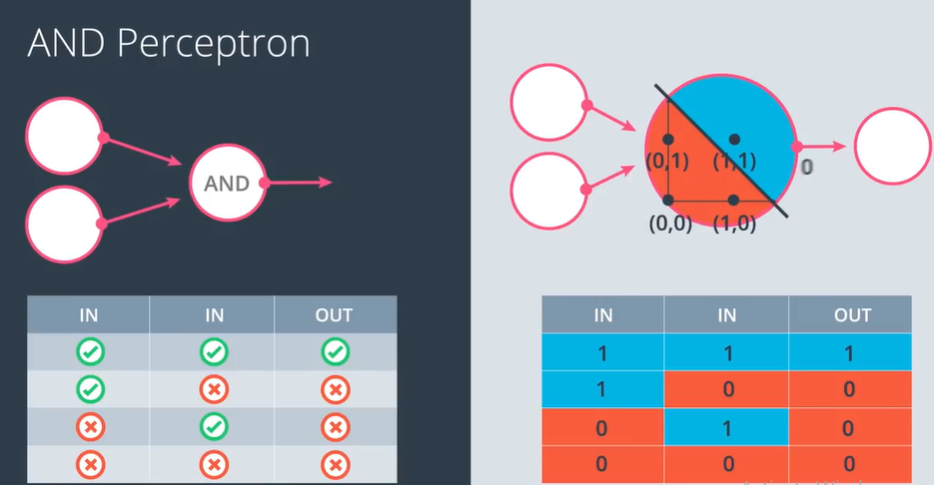 AND Perceptron
AND
IN IN OUT
(0,1) (1,1)
0
(0,0) (1,0)
IN IN OUT
1 1 1
1 0 0
0 1 0
0 0 0